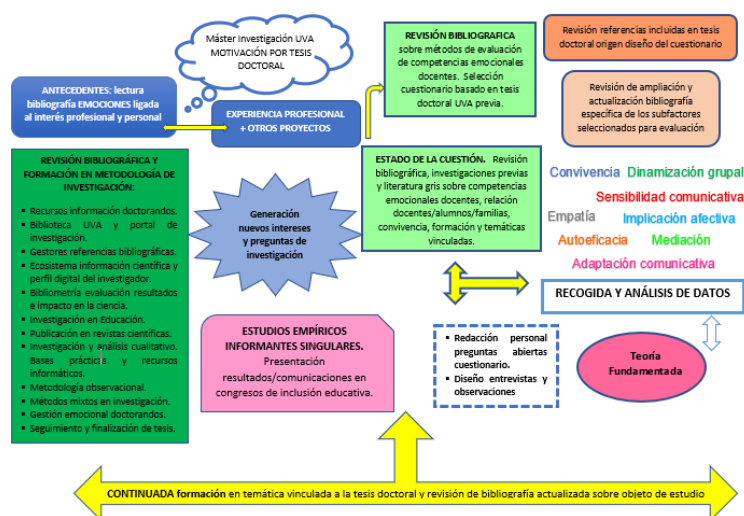 Máster Investigación UVA
MOTIVACIÓN POR TESIS
DOCTORAL
ANTECEDENTES: lectura
bibliografía EMOCIONES ligada
al interés profesional y personal
EXPERIENCIA PROFESIONAL
+ OTROS PROYECTOS
REVISIÓN BIBLIOGRAFICA
sobre métodos de evaluación
de competencias emocionales
docentes. Selección
cuestionario basado en tesis
doctoral UVA previa.
Revisión referencias incluidas en tesis
doctoral origen diseño del cuestionario
Revisión de ampliación y
actualización bibliografía
específica de los subfactores
seleccionados para evaluación
REVISIÓN BIBLIOGRÁFICA Y
FORMACIÓN EN METODOLOGÍA DE
INVESTIGACIÓN:
▪ Recursos información doctorandos.
▪ Biblioteca UVA y portal de
investigación.
▪ Gestores referencias bibliográficas.
▪ Ecosistema información científica y
perfil digital del investigador.
▪ Bibliometría evaluación resultados
e impacto en la ciencia.
▪ Investigación en Educación.
▪ Publicación en revistas científicas.
▪ Investigación y análisis cualitativo.
Bases prácticas y recursos
informáticos.
▪ Metodología observacional.
▪ Métodos mixtos en investigación.
▪ Gestión emocional doctorandos.
▪ Seguimiento y finalización de tesis.
Generación
nuevos intereses
y preguntas de
investigación
ESTADO DE LA CUESTIÓN. Revisión
bibliográfica, investigaciones previas
y literatura gris sobre competencias
emocionales docentes, relación
docentes/alumnos/familias,
convivencia, formación y temáticas
vinculadas.
Convivencia Dinamización grupal
Sensibilidad comunicativa
Empatía Implicación afectiva
Autoeficacia Mediación
Adaptación comunicativa
RECOGIDA Y ANÁLISIS DE DATOS
ESTUDIOS EMPÍRICOS
INFORMANTES SINGULARES.
Presentación
resultados/comunicaciones en
congresos de inclusión educativa.
▪ Redacción personal
preguntas abiertas
cuestionario.
▪ Diseño entrevistas y
observaciones
Teoría
Fundamentada
CONTINUADA formación en temática vinculada a la tesis doctoral y revisión de bibliografía actualizada sobre objeto de estudio